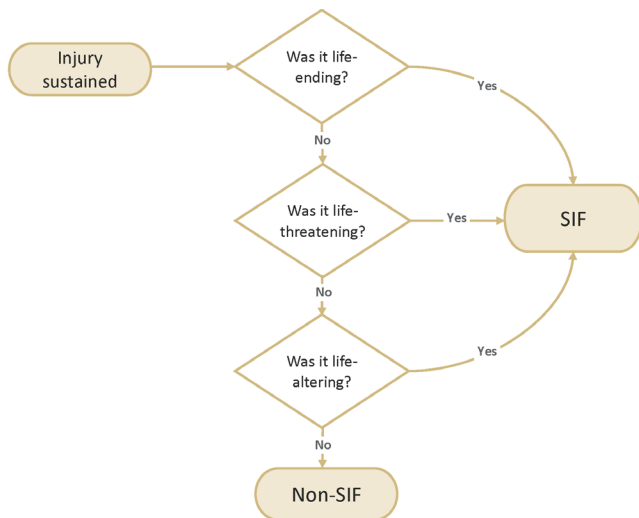 Injury
sustained
Was it life-
ending?
Yes
No
Was it life-
threatening?
Yes
SIF
No
Was it life-
altering?
Yes
No
Non-SIF